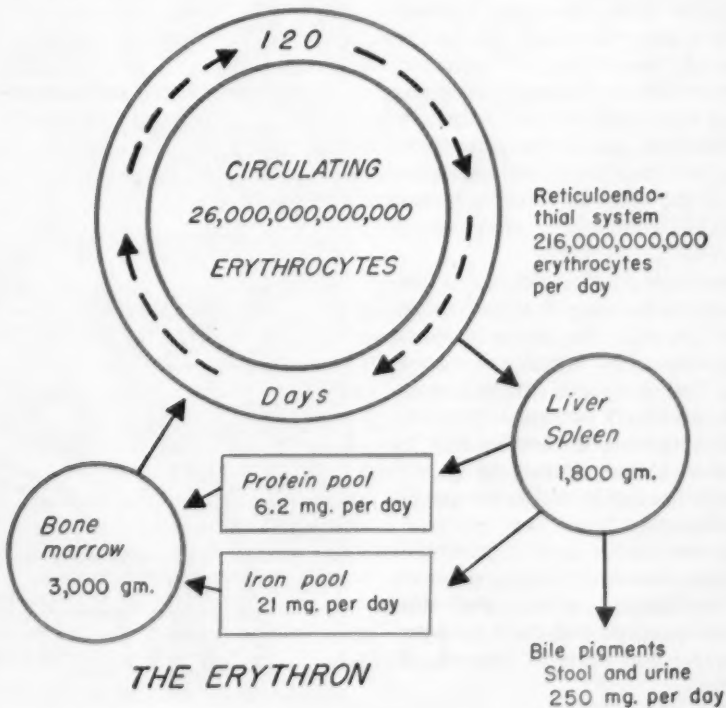 120
CIRCULATING
26,000,000,000,000
ERYTHROCYTES
Days
Reticuloendo-
thial system
216,000,000,000
erythrocytes
per day
Liver
Spleen
1,800 gm.
Protein pool
6.2 mg. per day
Iron pool
21 mg. per day
Bone
marrow
3,000 gm.
Bile pigments
Stool and urine
250 mg. per day
THE ERYTHRON